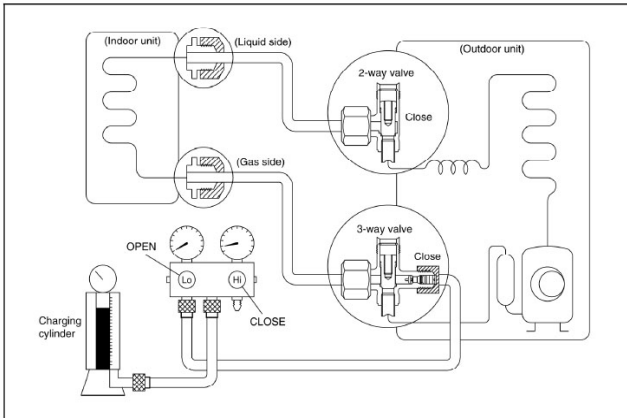 (Indoor unit)
(Liquid side)
(Outdoor unit)
2-way valve
Close
(Gas side)
3-way valve
Close
OPEN
Lo
Hi
CLOSE
Charging
cylinder